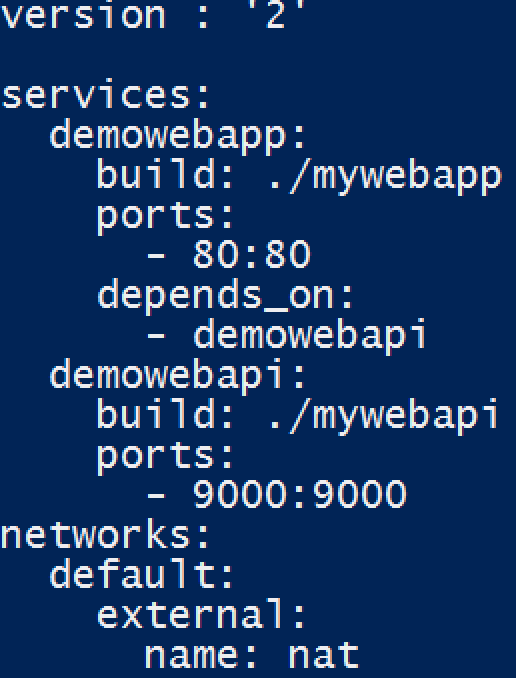 version : '2'
services:
demowebapp:
build: ./mywebapp
ports:
- 80:80
depends_on:
- demowebapi
demowebapi:
build: ./mywebapi
ports:
- 9000:9000
networks:
default:
external:
name: nat